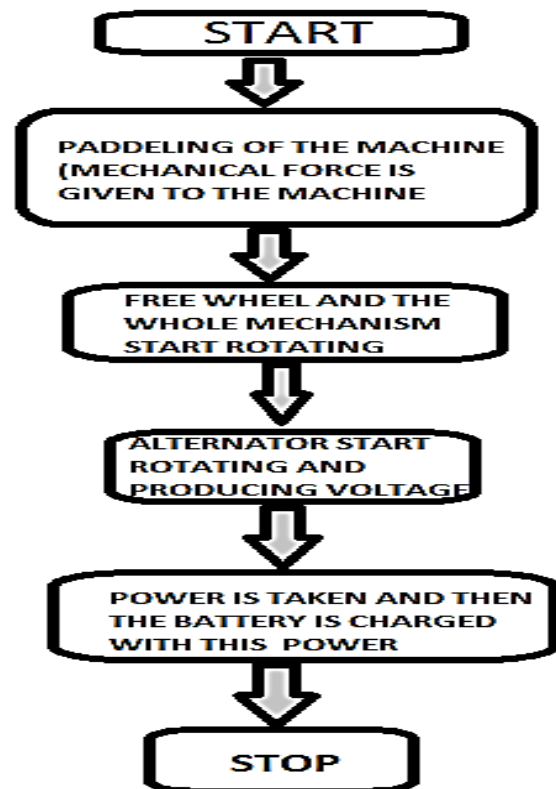 START
PADDELING OF THE MACHINE
(MECHANICAL FORCE IS
GIVEN TO THE MACHINE
FREE WHEEL AND THE
WHOLE MECHANISM
START ROTATING
ALTERNATOR START
ROTATING AND
PRODUCING VOLTAGE
POWER IS TAKEN AND THEN
THE BATTERY IS CHARGED
WITH THIS POWER
STOP